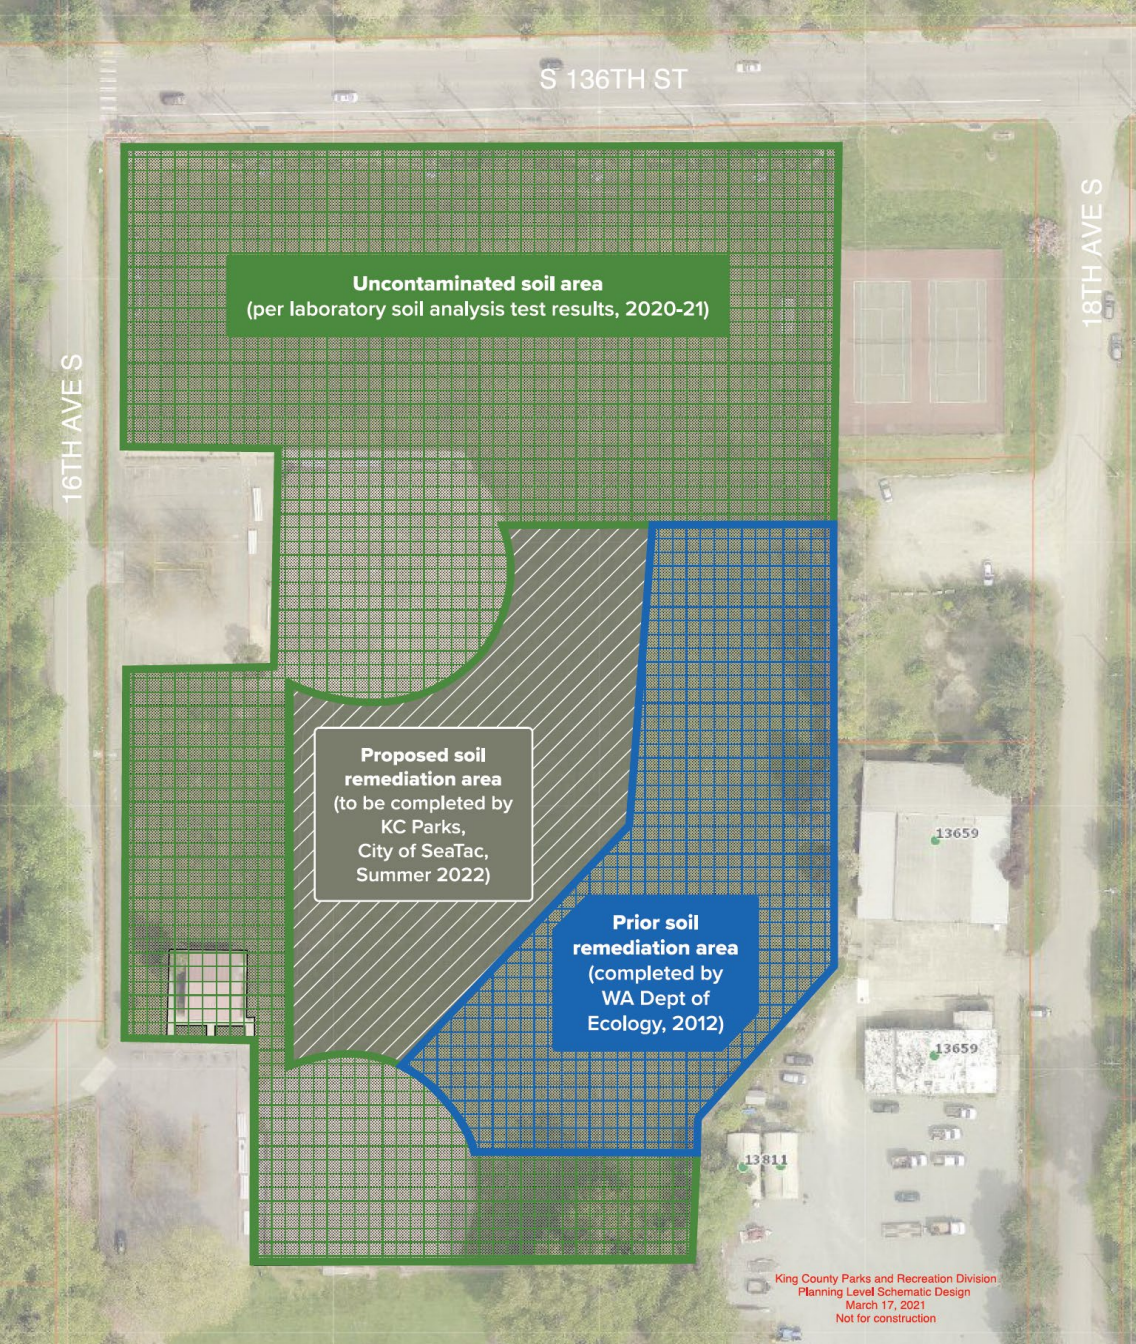 S 136TH ST
18TH AVE S
Uncontaminated soil area
(per laboratory soil analysis test results, 2020-21)
16TH AVE S
Proposed soil
remediation area
(to be completed by
KC Parks,
City of SeaTac,
Summer 2022)
13659
Prior soil
remediation area
(completed by
WA Dept of
Ecology, 2012)
13659
13811
King County Parks and Recreation Division
Planning Level Schematic Design
March 17, 2021
Not for construction